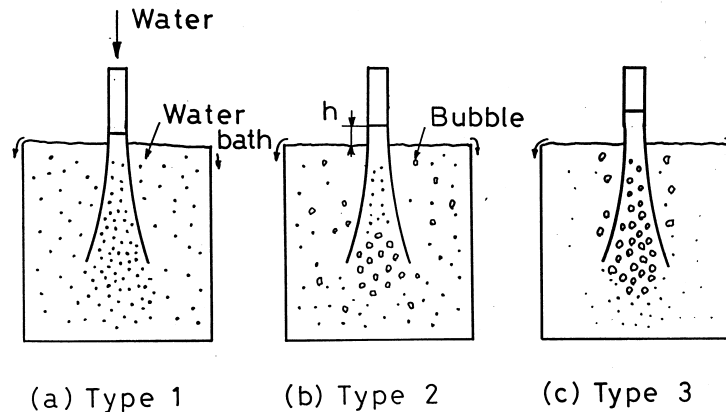 Water
Water
bath
h
Bubble
(a) Type 1
(b) Type 2
(c) Type 3